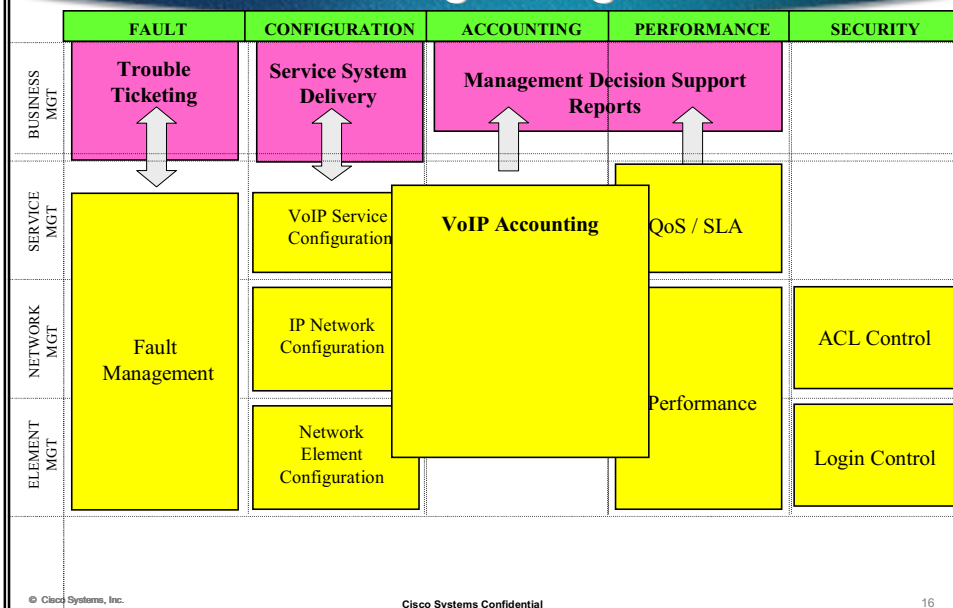 FAULT
CONFIGURATION
ACCOUNTING
PERFORMANCE
SECURITY
BUSINESS
MGT
Trouble
Ticketing
Service System
Delivery
Management Decision Support
Reports
SERVICE
MGT
VoIP Service
Configuration
VoIP Accounting
QoS / SLA
NETWORK
MGT
Fault
Management
IP Network
Configuration
ACL Control
ELEMENT
MGT
Network
Element
Configuration
Performance
Login Control
© Cisco Systems, Inc.
Cisco Systems Confidential
16